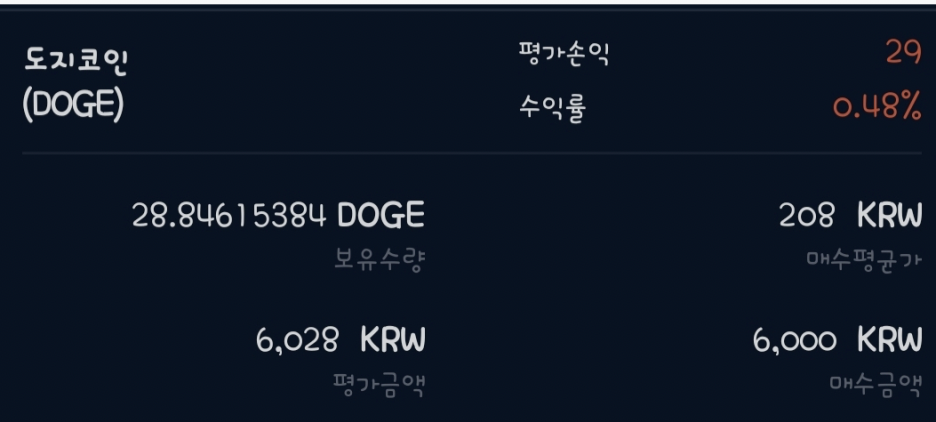 도지코인
(DOGE)
평가손익 29
수익률 0.48%
28.84615384 DOGE
보유수량
208 KRW
매수평균가
6,028 KRW
평가금액
6,000 KRW
매수금액